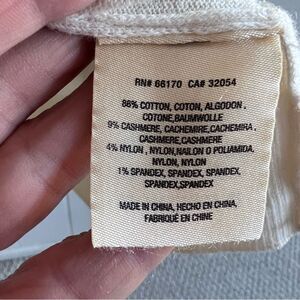 RN# 66170 CA# 32054
86% COTTON, COTON, ALGODON,
COTONE,BAUMWOLLE
9% CASHMERE, CACHEMIRE,CACHEMIRA,
CASHMERE,CASHMERE
4% NYLON , NYLON,NAILON O POLIAMIDA,
NYLON, NYLON
1% SPANDEX, SPANDEX, SPANDEX,
SPANDEX,SPANDEX
MADE IN CHINA, HECHO EN CHINA,
FABRIQUÉ EN CHINE